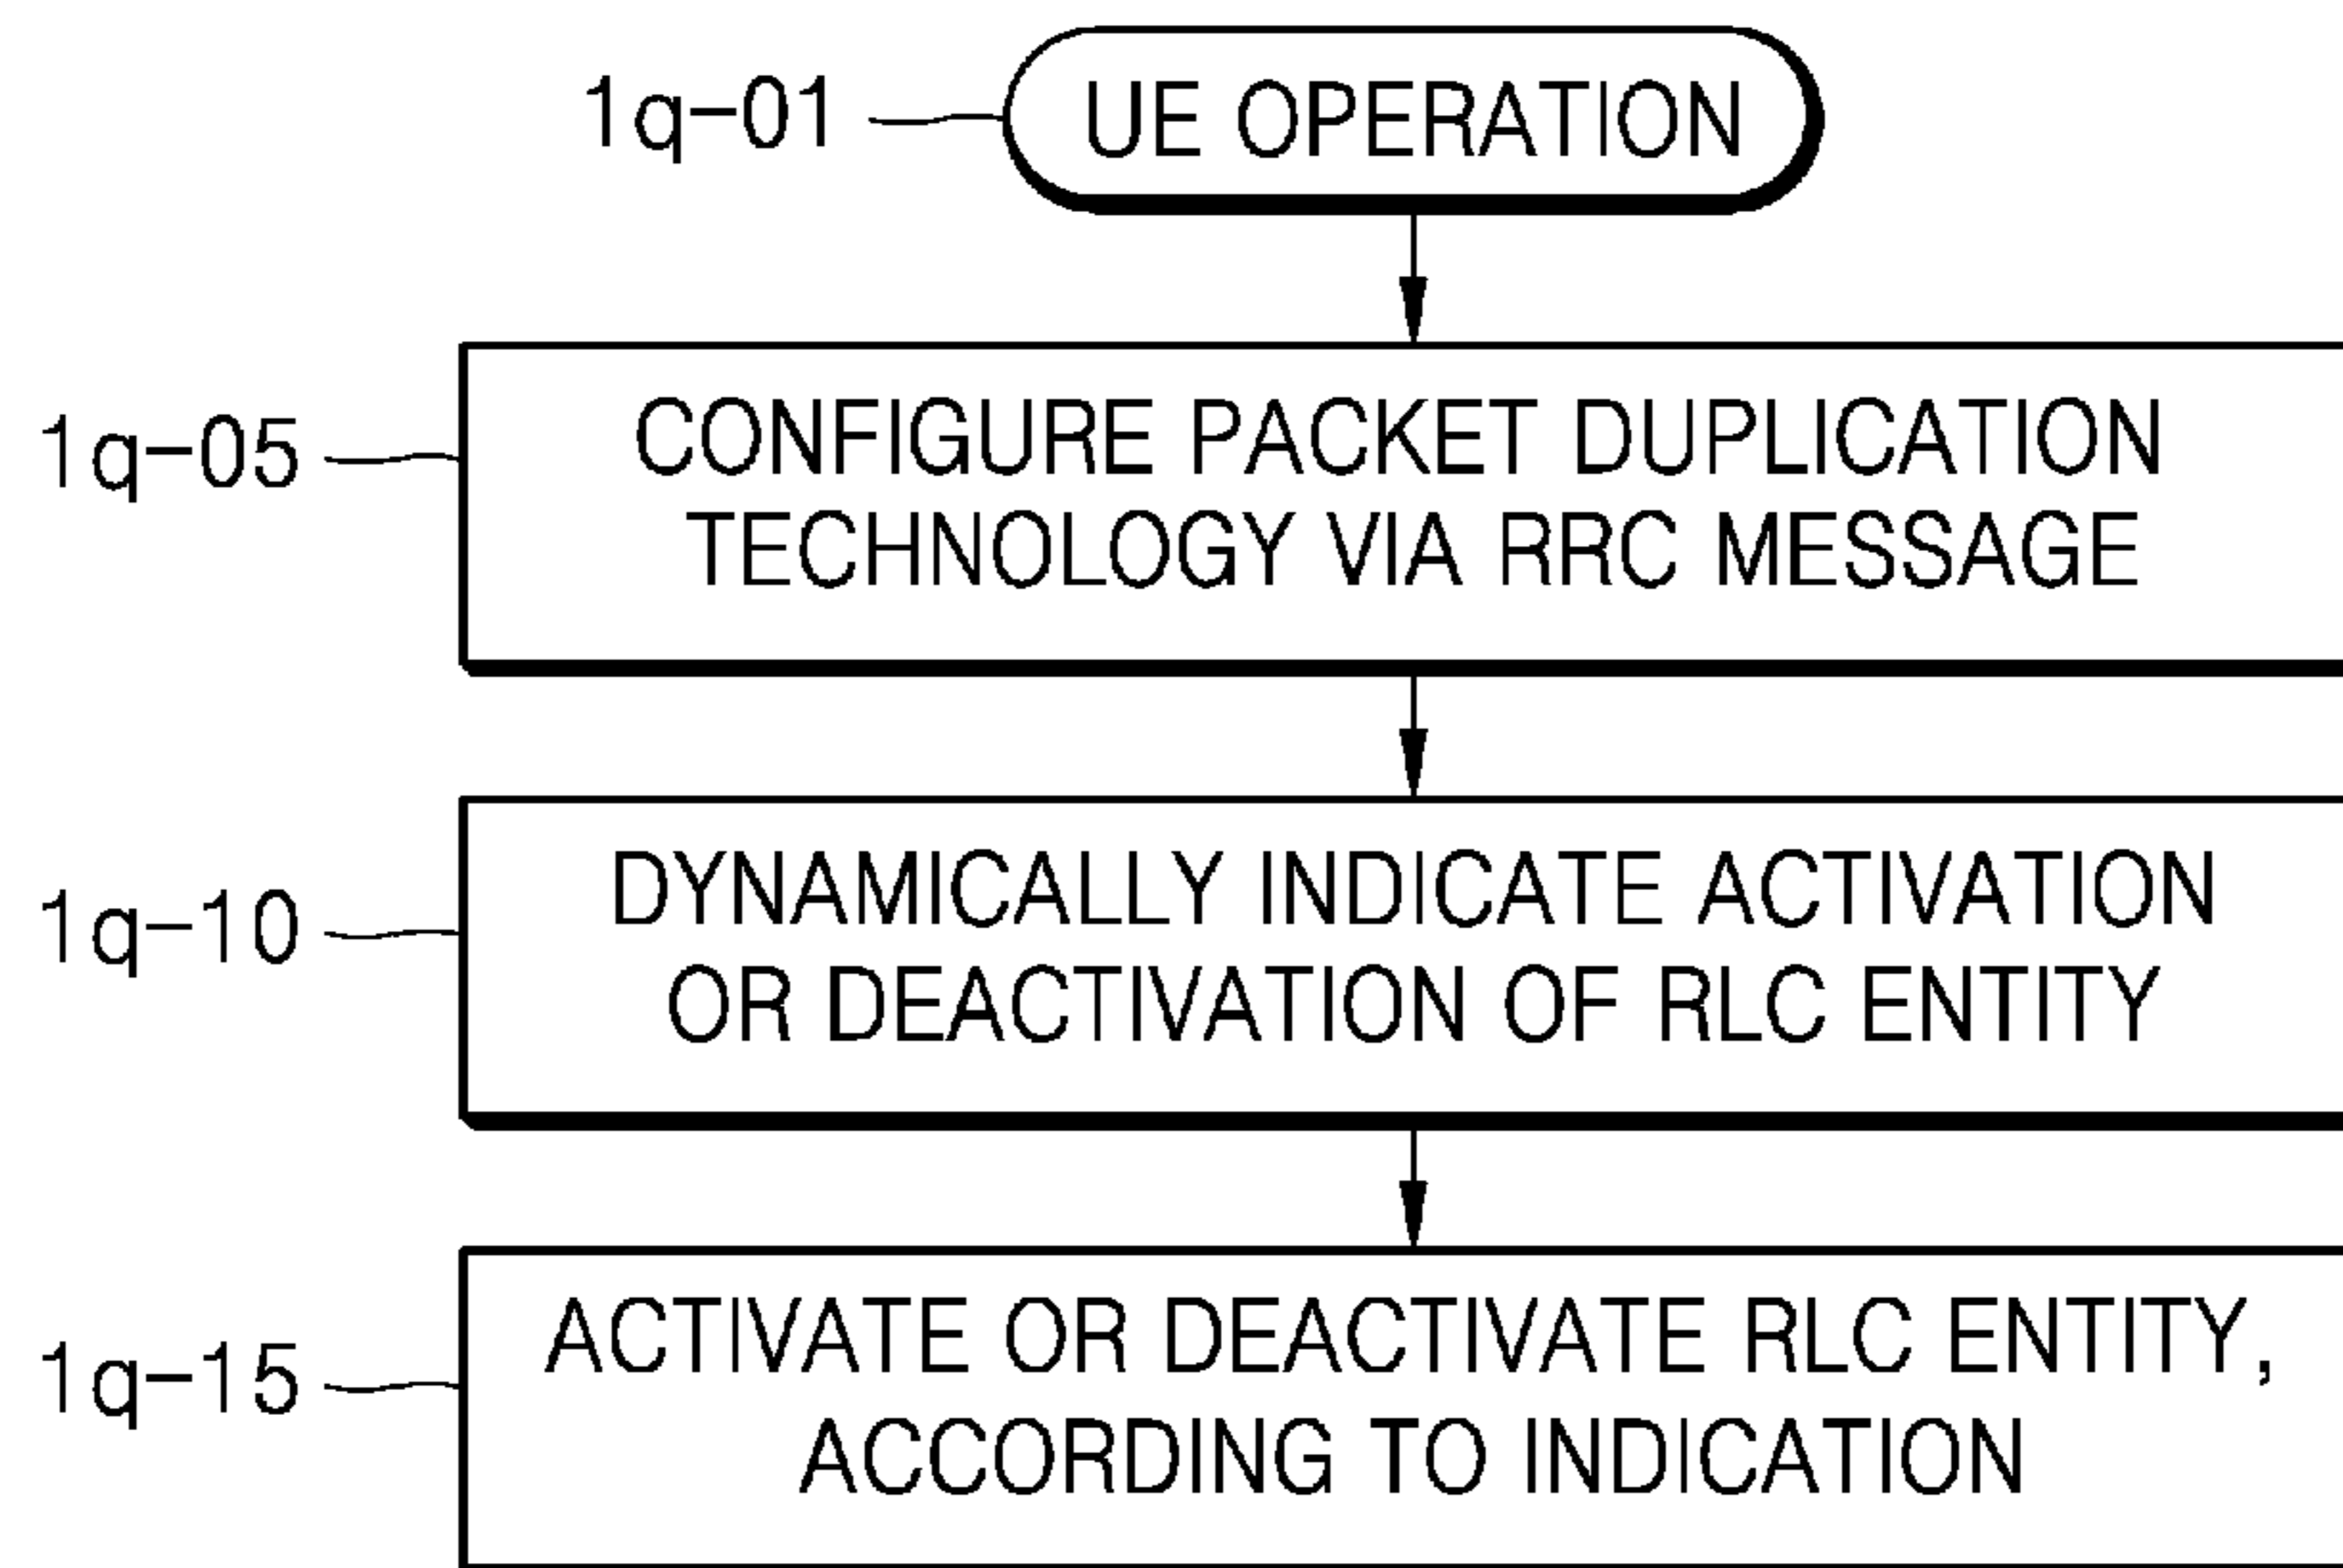 1q-01 UE OPERATION
1q-05 CONFIGURE PACKET DUPLICATION
TECHNOLOGY VIA RRC MESSAGE
1q-10 DYNAMICALLY INDICATE ACTIVATION
OR DEACTIVATION OF RLC ENTITY
1q-15 ACTIVATE OR DEACTIVATE RLC ENTITY,
ACCORDING TO INDICATION